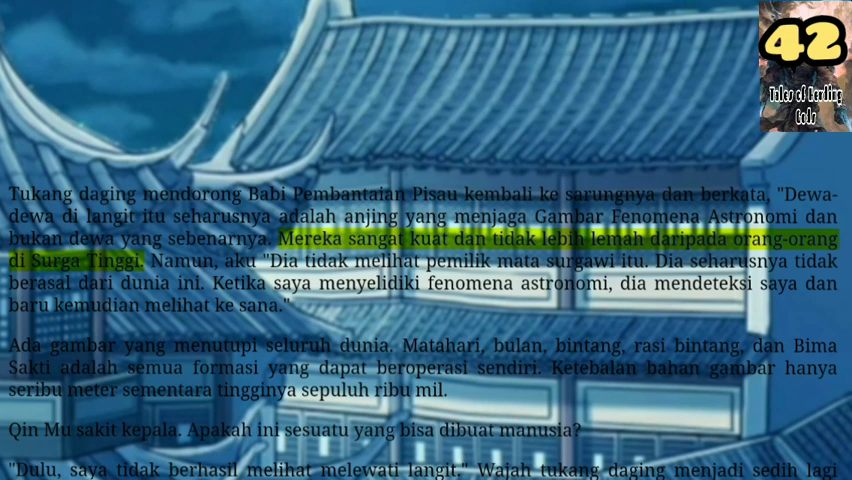 42
Tales of Herding
Gods
Tukang daging mendorong Babi Pembantaian Pisau kembali ke sarungnya dan berkata, "Dewa-
dewa di langit itu seharusnya adalah anjing yang menjaga Gambar Fenomena Astronomi dan
bukan dewa yang sebenarnya. Mereka sangat kuat dan tidak lebih lemah daripada orang-orang
di Surga Tinggi. Namun, aku "Dia tidak melihat pemilik mata surgawi itu. Dia seharusnya tidak
berasal dari dunia ini. Ketika saya menyelidiki fenomena astronomi, dia mendeteksi saya dan
baru kemudian melihat ke sana."
Ada gambar yang menutupi seluruh dunia. Matahari, bulan, bintang, rasi bintang, dan Bima
Sakti adalah semua formasi yang dapat beroperasi sendiri. Ketebalan bahan gambar hanya
seribu meter sementara tingginya sepuluh ribu mil.
Qin Mu sakit kepala. Apakah ini sesuatu yang bisa dibuat manusia?
"Dulu, saya tidak berhasil melihat melewati langit." Wajah tukang daging menjadi sedih lagi